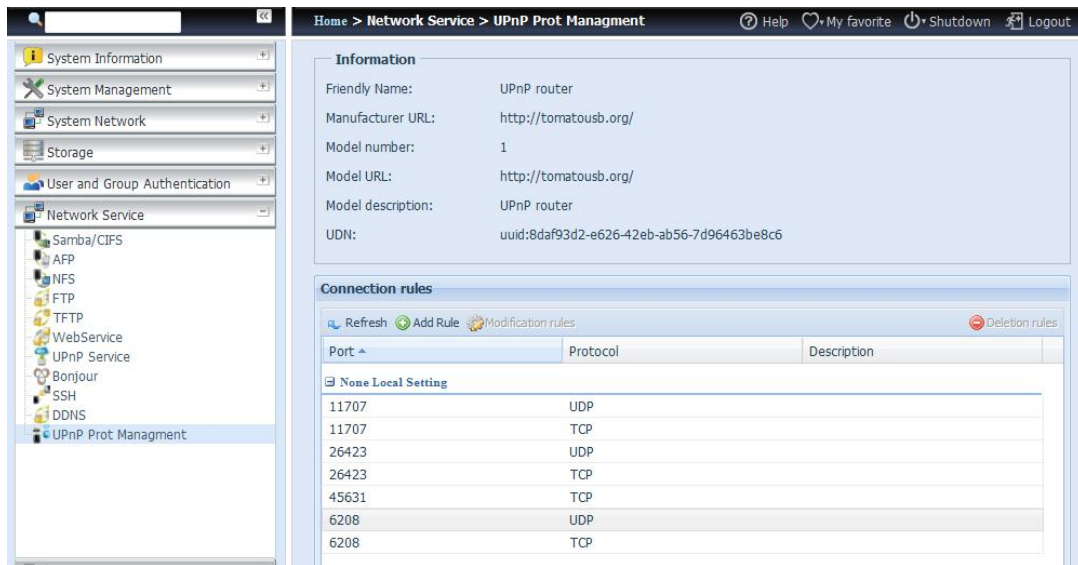 Home > Network Service > UPnP Prot Managment
Help
My favorite
Shutdown
Logout
System Information
System Management
System Network
Storage
User and Group Authentication
Network Service
Samba/CIFS
AFP
NFS
FTP
TFTP
WebService
UPnP Service
Bonjour
SSH
DDNS
UPnP Prot Managment
Information
Friendly Name: UPnP router
Manufacturer URL: http://tomatousb.org/
Model number: 1
Model URL: http://tomatousb.org/
Model description: UPnP router
UDN: uuid:8daf93d2-e626-42eb-ab56-7d96463be8c6
Connection rules
Refresh Add Rule Modification rules Deletion rules
Port Protocol Description
None Local Setting
11707 UDP
11707 TCP
26423 UDP
26423 TCP
45631 TCP
6208 UDP
6208 TCP